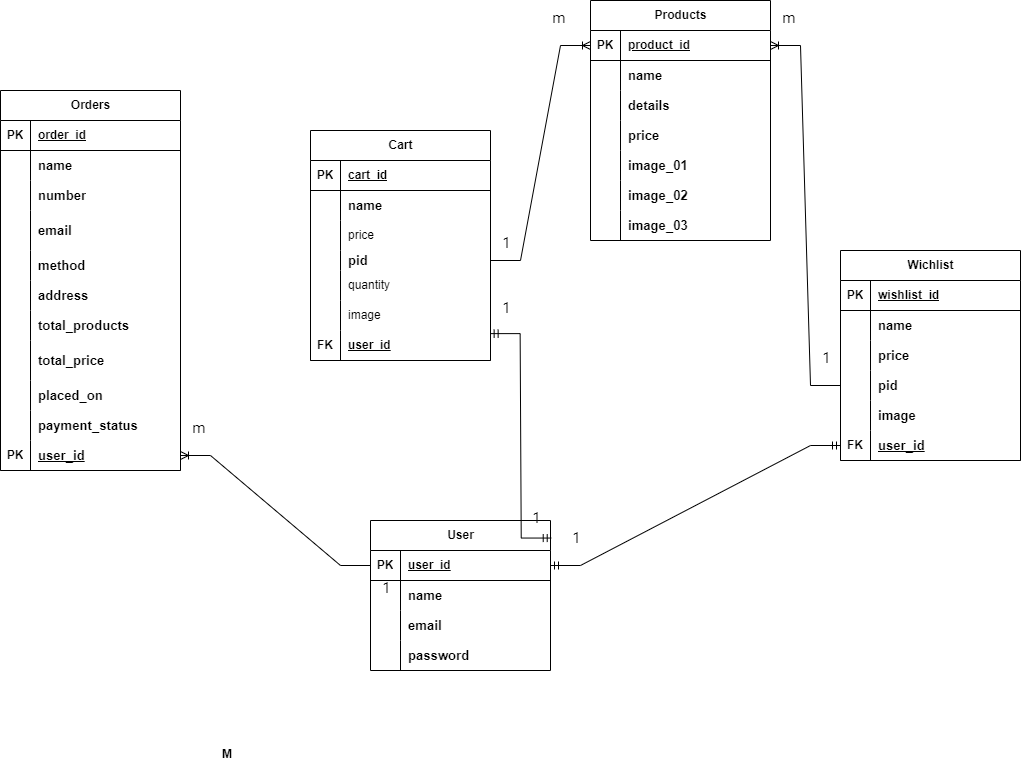 m
Products
m
PK product_id
name
details
price
image_01
image_02
image_03
Orders
PK order_id
name
number
email
method
address
total_products
total_price
placed_on
payment_status
PK user_id
m
Cart
PK cart_id
name
price
pid
quantity
image
FK user_id
1
1
Wichlist
PK wishlist_id
name
price
pid
image
FK user_id
1
User
1
1
PK user_id
1
name
email
password
M